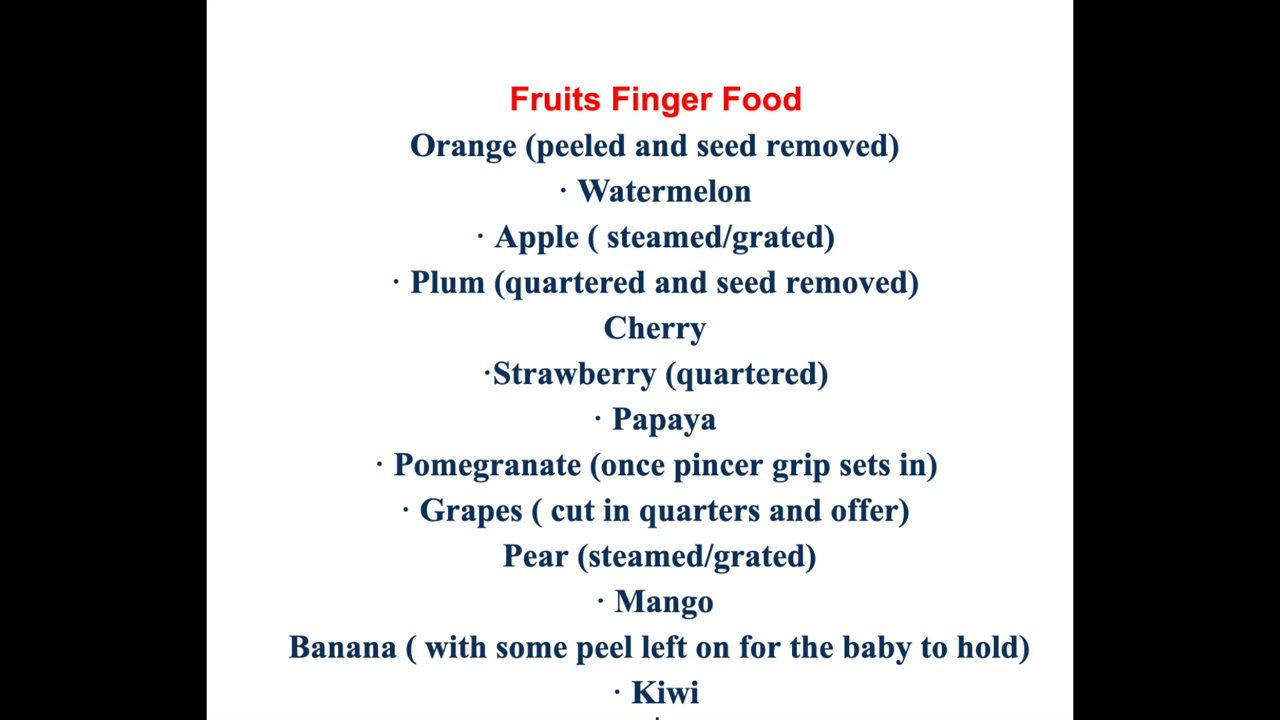 Fruits Finger Food
Orange (peeled and seed removed)
· Watermelon
· Apple ( steamed/grated)
· Plum (quartered and seed removed)
Cherry
·Strawberry (quartered)
· Papaya
· Pomegranate (once pincer grip sets in)
· Grapes ( cut in quarters and offer)
Pear (steamed/grated)
· Mango
Banana ( with some peel left on for the baby to hold)
· Kiwi